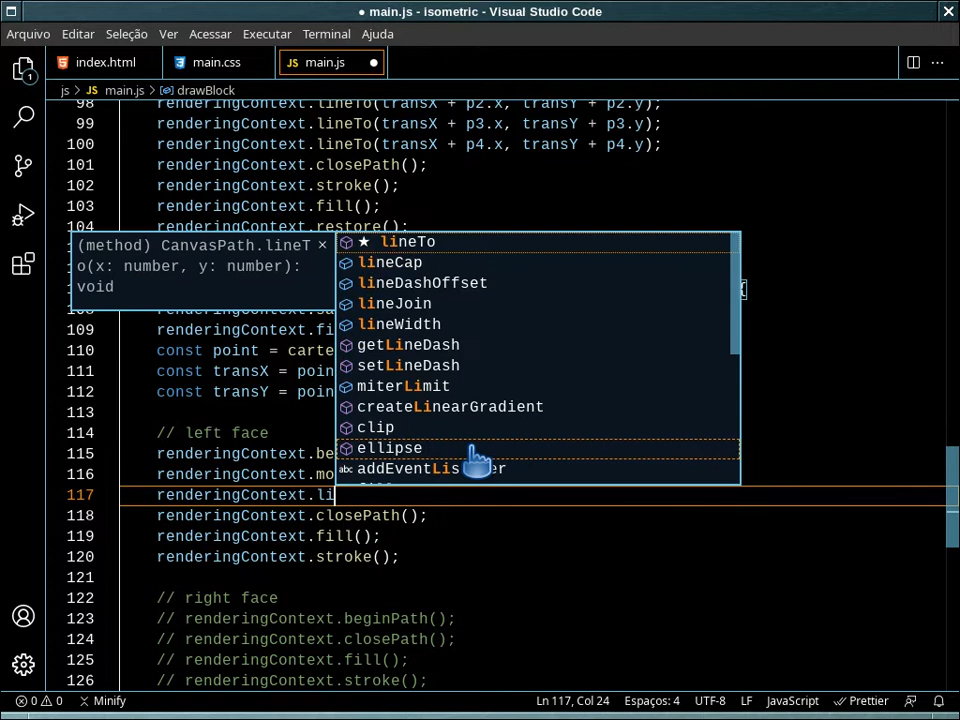 ● main.js - isometric - Visual Studio Code
Arquivo Editar Seleção Ver Acessar Executar Terminal Ajuda
index.html
main.css
JS main.js ●
js > JS main.js > drawBlock
1
98 renderingContext.lineTo(transX + p2.x, transY + p2.y);
99 renderingContext.lineTo(transX + p3.x, transY + p3.y);
100 renderingContext.lineTo(transX + p4.x, transY + p4.y);
101 renderingContext.closePath();
102 renderingContext.stroke();
103 renderingContext.fill();
104 renderingContext.restore();
(method) CanvasPath.lineT
o(x: number, y: number):
void
★ lineTo
lineCap
lineDashOffset
lineJoin
lineWidth
getLineDash
setLineDash
miterLimit
createLinearGradient
clip
ellipse
abc
{
109 renderingContext.fi
110 const point = carte
111 const transX = poin
112 const transY = poin
113
114 // left face
115 renderingContext.be
116 renderingContext.mo
117 renderingContext.li
118 renderingContext.closePath();
119 renderingContext.fill();
120 renderingContext.stroke();
121
122 // right face
123 // renderingContext.beginPath();
124 // renderingContext.closePath();
125 // renderingContext.fill();
126 // renderingContext.stroke();
0 0 Minify Ln 117, Col 24 Espaços: 4 UTF-8 LF JavaScript Prettier